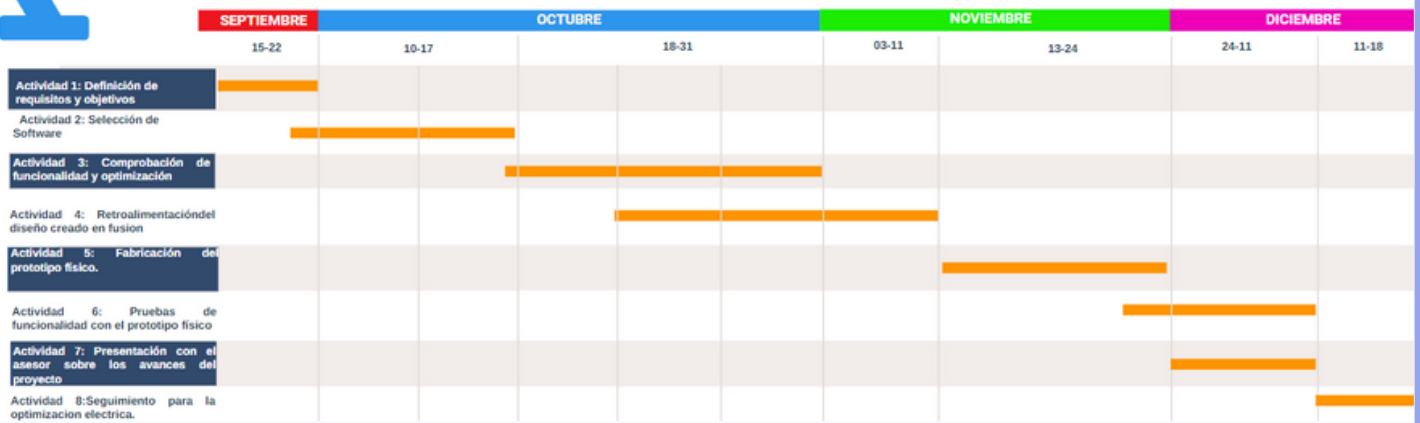 SEPTIEMBRE OCTUBRE NOVIEMBRE DICIEMBRE
15-22 10-17 18-31 03-11 13-24 24-11 11-18
Actividad 1: Definición de
requisitos y objetivos
Actividad 2: Selección de
Software
Actividad 3: Comprobación de
funcionalidad y optimización
Actividad 4: Retroalimentacióndel
diseño creado en fusion
Actividad 5: Fabricación del
prototipo físico.
Actividad 6: Pruebas de
funcionalidad con el prototipo físico
Actividad 7: Presentación con el
asesor sobre los avances del
proyecto
Actividad 8:Seguimiento para la
optimizacion electrica.